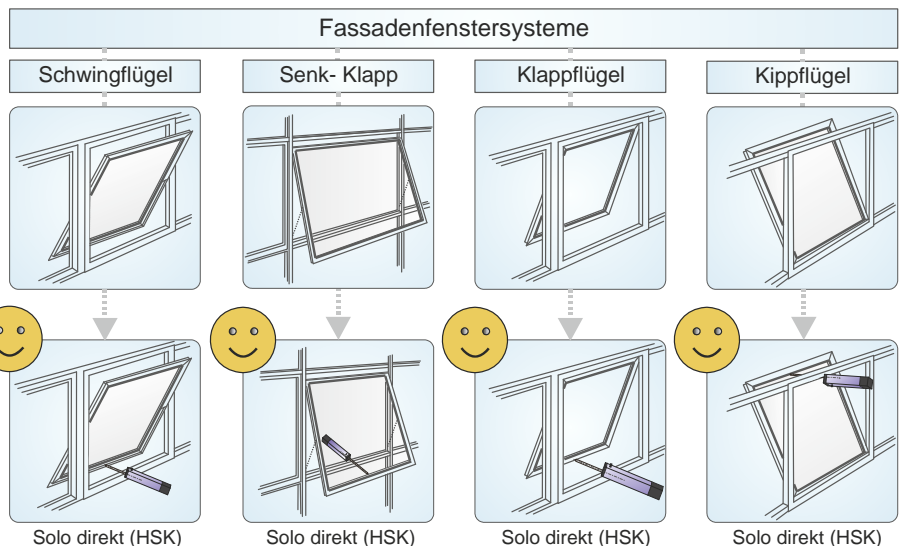 Fassadenfenstersysteme
Schwingflügel
Senk- Klapp
Klappflügel
Kippflügel
Solo direkt (HSK)
Solo direkt (HSK)
Solo direkt (HSK)
Solo direkt (HSK)